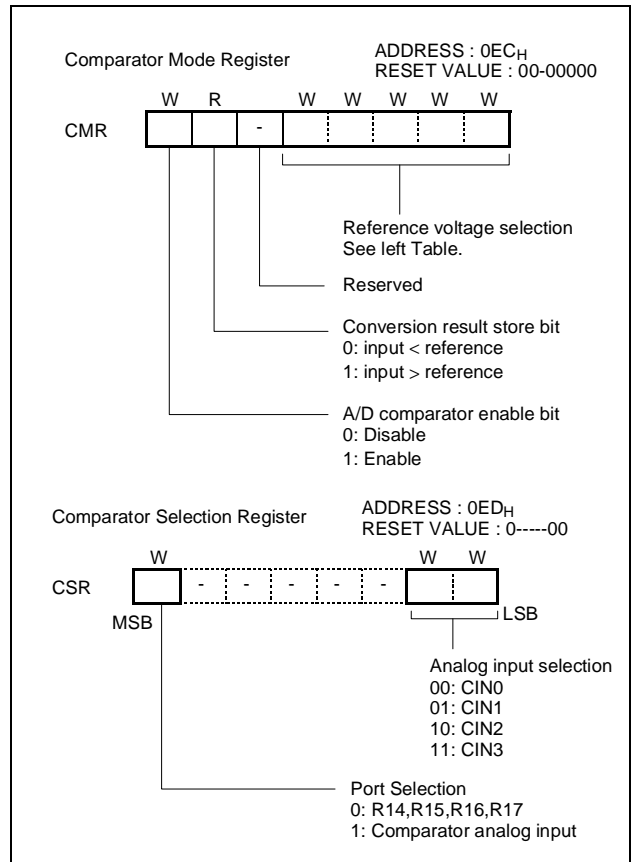 Comparator Mode Register
ADDRESS : 0ECH
RESET VALUE : 00-00000
W R W W W W W
CMR -
Reference voltage selection
See left Table.
Reserved
Conversion result store bit
0: input < reference
1: input > reference
A/D comparator enable bit
0: Disable
1: Enable
Comparator Selection Register
ADDRESS : 0EDH
RESET VALUE : 0-----00
W W W
CSR - - - - -
MSB LSB
Analog input selection
00: CIN0
01: CIN1
10: CIN2
11: CIN3
Port Selection
0: R14,R15,R16,R17
1: Comparator analog input